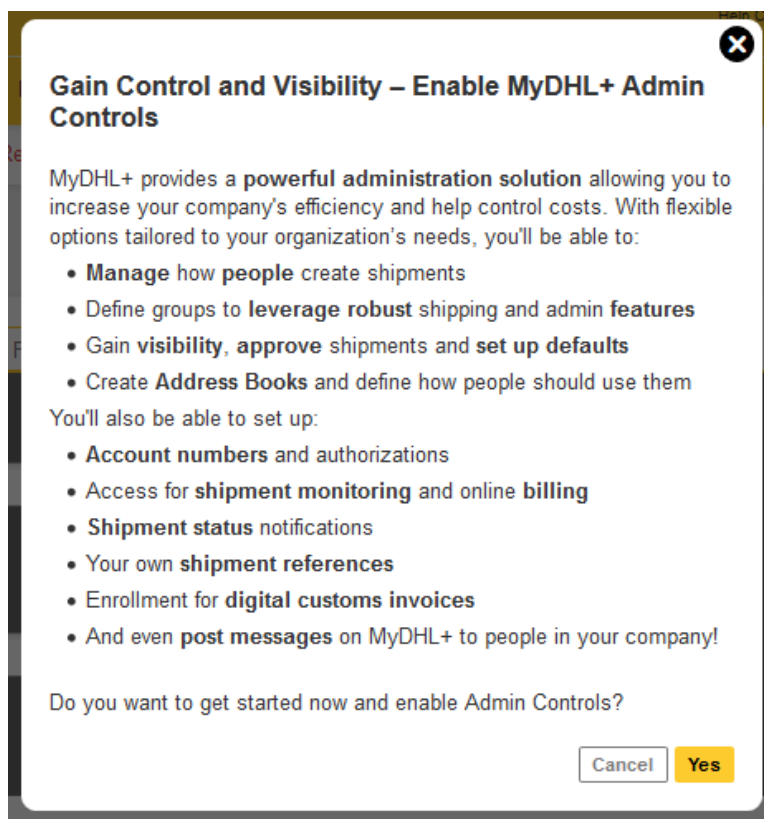 Help C
Gain Control and Visibility – Enable MyDHL+ Admin
Controls
Re
MyDHL+ provides a powerful administration solution allowing you to
increase your company's efficiency and help control costs. With flexible
options tailored to your organization’s needs, you'll be able to:
• Manage how people create shipments
• Define groups to leverage robust shipping and admin features
• Gain visibility, approve shipments and set up defaults
• Create Address Books and define how people should use them
You'll also be able to set up:
• Account numbers and authorizations
• Access for shipment monitoring and online billing
• Shipment status notifications
• Your own shipment references
• Enrollment for digital customs invoices
• And even post messages on MyDHL+ to people in your company!
Do you want to get started now and enable Admin Controls?
Cancel Yes